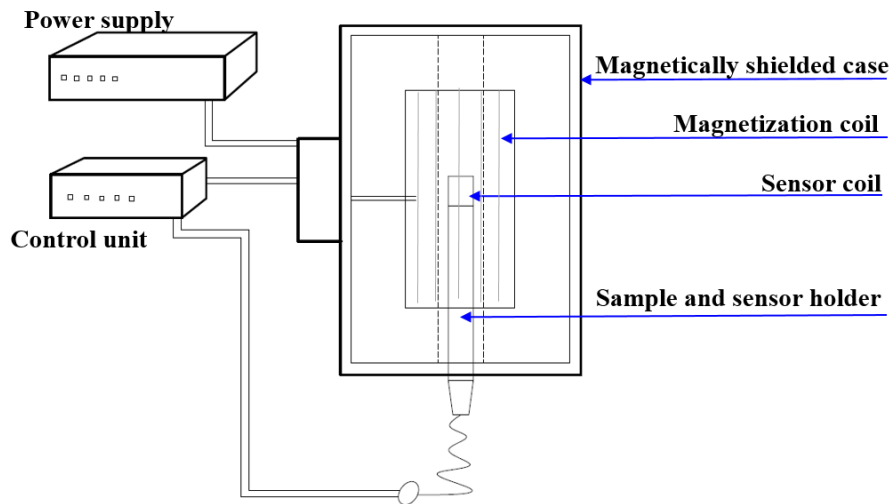 Power supply
Magnetically shielded case
Magnetization coil
Sensor coil
Control unit
Sample and sensor holder